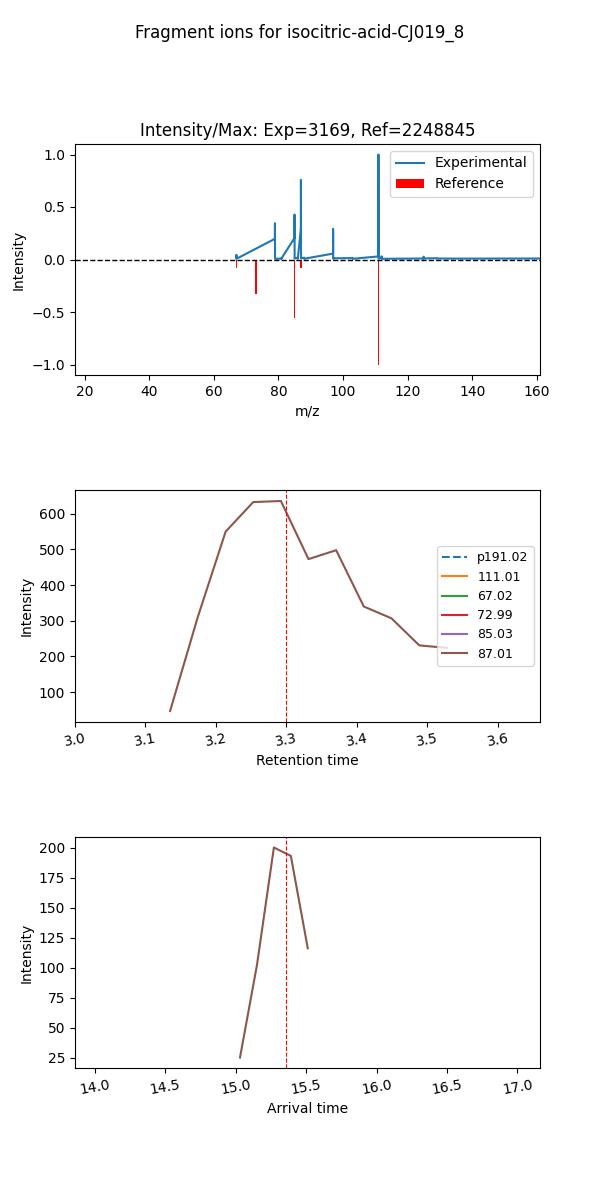 Fragment ions for isocitric-acid-CJ019_8
Intensity/Max: Exp=3169, Ref=2248845
1.0
0.5
0.0
−0.5
−1.0
Intensity
Experimental
Reference
20 40 60 80 100 120 140 160
m/z
600
500
400
300
200
100
Intensity
p191.02
111.01
67.02
72.99
85.03
87.01
3.0 3.1 3.2 3.3 3.4 3.5 3.6
Retention time
200
175
150
125
100
75
50
25
Intensity
14.0 14.5 15.0 15.5 16.0 16.5 17.0
Arrival time